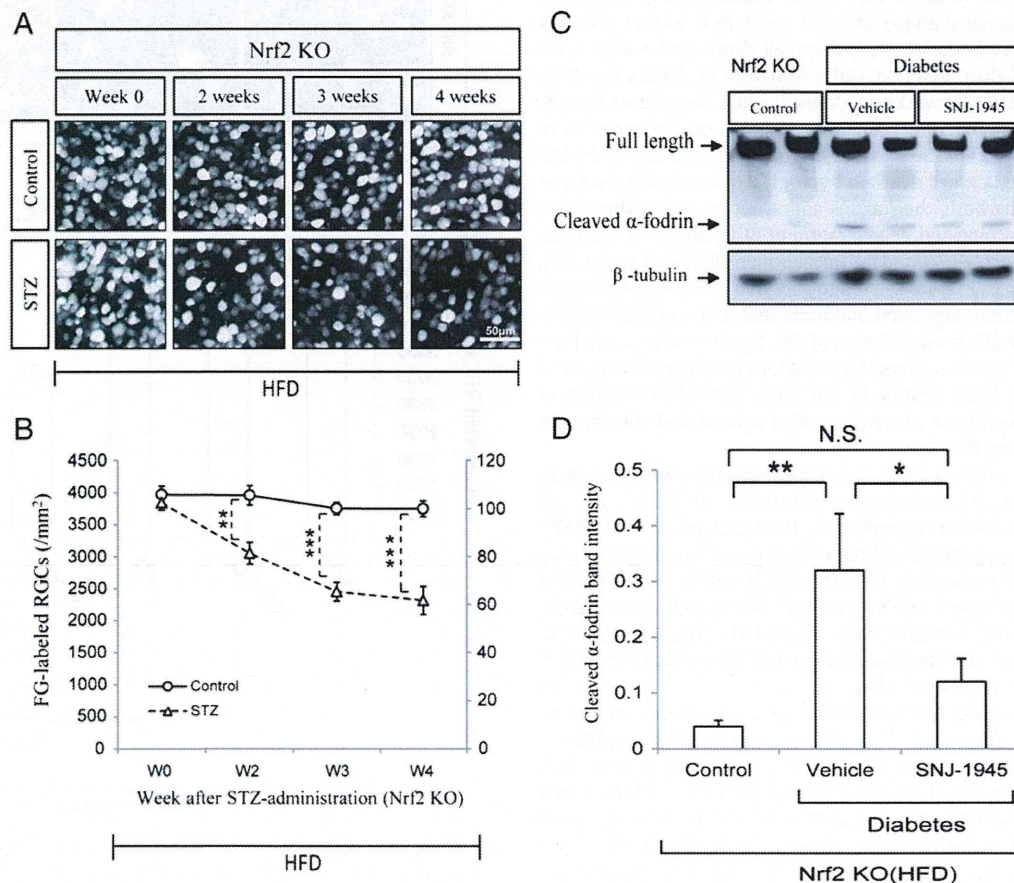 A
Nrf2 KO
Week 0 2 weeks 3 weeks 4 weeks
Control
STZ
50µm
HFD
B
FG-labeled RGCs (/mm²)
4500
4000
3500
3000
2500
2000
1500
1000
500
0
120
100
80
60
40
20
0
**
***
***
Control
STZ
W0 W2 W3 W4
Week after STZ-administration (Nrf2 KO)
HFD
C
Nrf2 KO Diabetes
Control Vehicle SNJ-1945
Full length
Cleaved α-fodrin
β-tubulin
D
N.S.
** *
Cleaved α-fodrin band intensity
0.5
0.4
0.3
0.2
0.1
0
Control Vehicle SNJ-1945
Diabetes
Nrf2 KO(HFD)